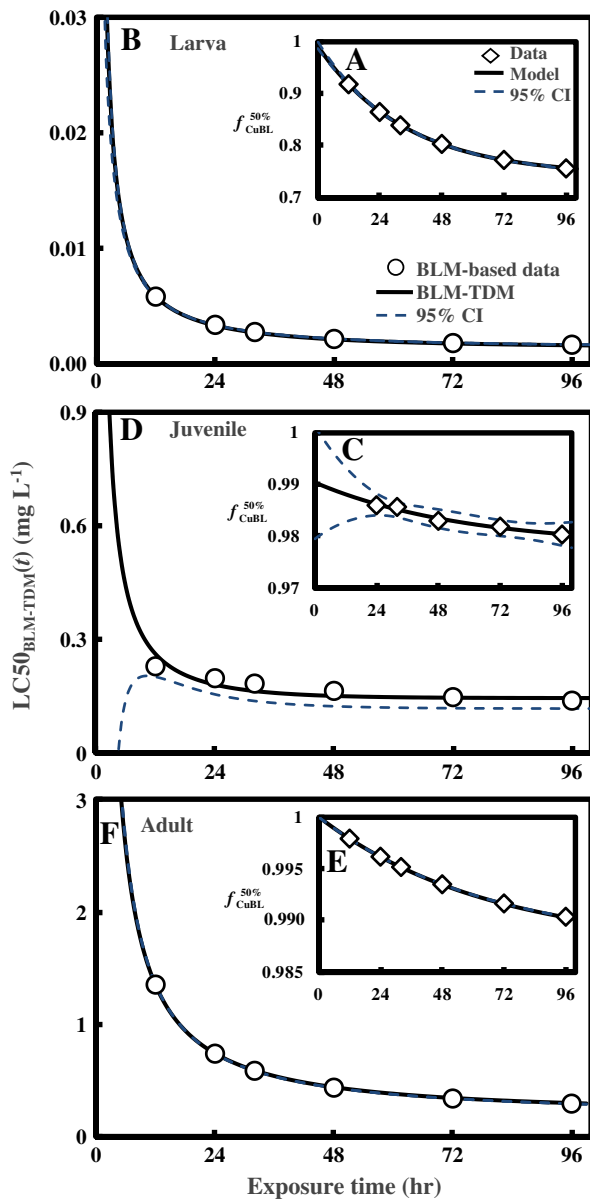 0.03
B
Larva
0.02
0.01
0.00
0 24 48 72 96
1
A
Data
Model
95% CI
0.9
f CuBL 50%
0.8
0.7
0 24 48 72 96
BLM-based data
BLM-TDM
95% CI
LC50BLM-TDM(t) (mg L-1)
0.9
D
Juvenile
0.6
0.3
0
0 24 48 72 96
1
C
0.99
f CuBL 50%
0.98
0.97
0 24 48 72 96
3
F
Adult
2
1
0
0 24 48 72 96
1
E
0.995
f CuBL 50%
0.990
0.985
0 24 48 72 96
Exposure time (hr)